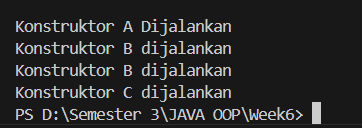 Konstruktor A Dijalankan
Konstruktor B dijalankan
Konstruktor B dijalankan
Konstruktor C dijalankan
PS D:\Semester 3\JAVA OOP\Week6>